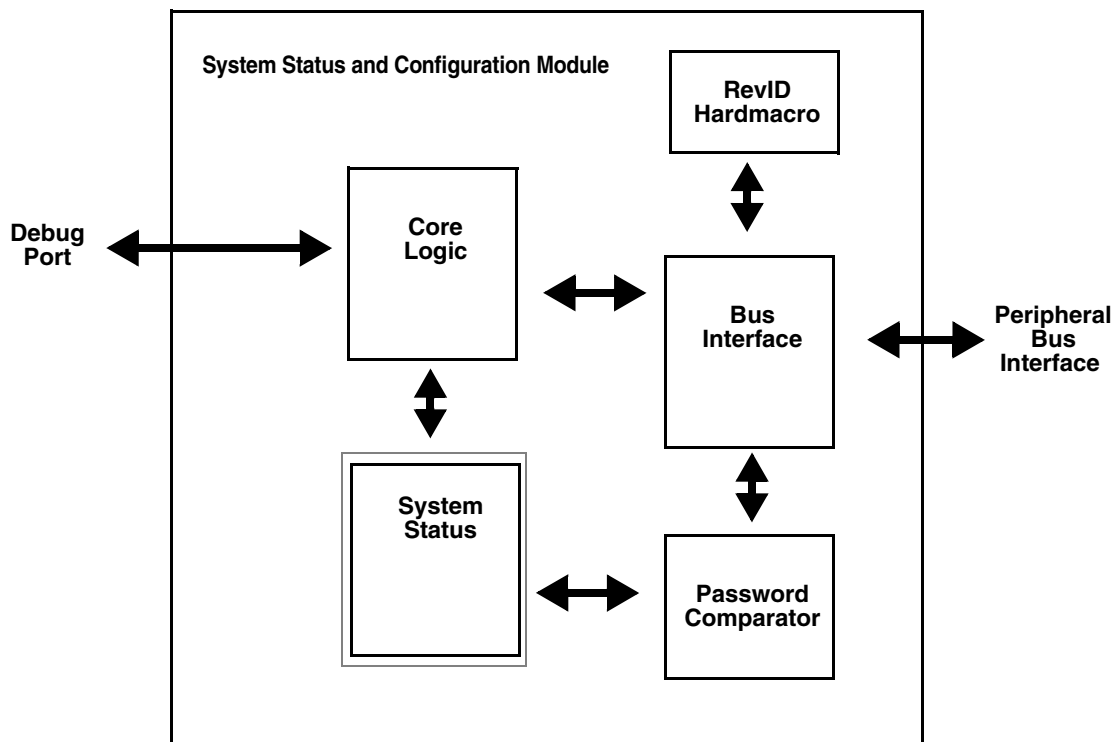 System Status and Configuration Module
RevID
Hardmacro
Core
Logic
Debug
Port
Bus
Interface
Peripheral
Bus
Interface
System
Status
Password
Comparator